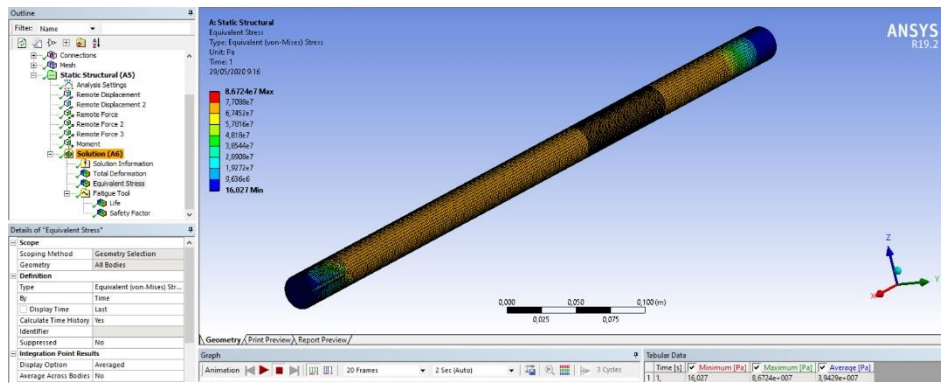 Outline
Filter: Name
Connections
Mesh
Static Structural (A5)
Analysis Settings
Remote Displacement
Remote Displacement 2
Remote Force
Remote Force 2
Remote Force 3
Moment
Solution (A6)
Solution Information
Total Deformation
Equivalent Stress
Fatigue Tool
Life
Safety Factor
Details of "Equivalent Stress"
Scope
Scoping Method Geometry Selection
Geometry All Bodies
Definition
Type Equivalent (von-Mises) Str...
By Time
Display Time Last
Calculate Time History Yes
Identifier
Suppressed No
Integration Point Results
Display Option Averaged
Average Across Bodies No
A: Static Structural
Equivalent Stress
Type: Equivalent (von-Mises) Stress
Unit: Pa
Time: 1
29/05/2020 9:16
8,6724e7 Max
7,7088e7
6,7452e7
5,7816e7
4,818e7
3,8544e7
2,8908e7
1,9272e7
9,636e6
16,027 Min
ANSYS
R19.2
Z
Y
X
0,000 0,050 0,100 (m)
0,025 0,075
Geometry Print Preview Report Preview
Graph
Animation 20 Frames 2 Sec (Auto) 3 Cycles
Tabular Data
Time [s] Minimum [Pa] Maximum [Pa] Average [Pa]
1 1, 16,027 8,6724e+007 3,9429e+007